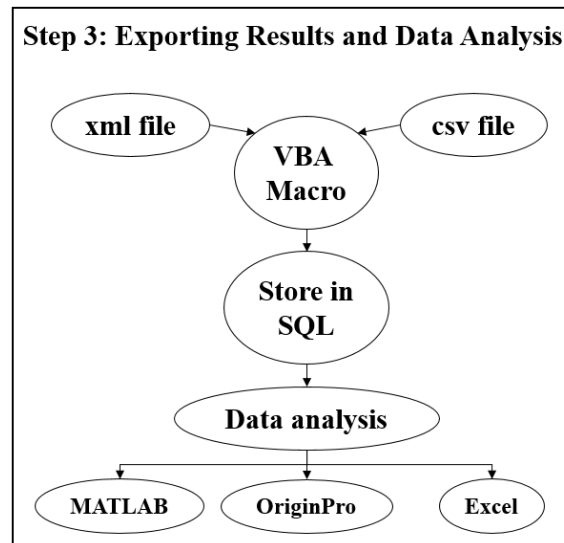 Step 3: Exporting Results and Data Analysis
xml file
csv file
VBA
Macro
Store in
SQL
Data analysis
MATLAB
OriginPro
Excel